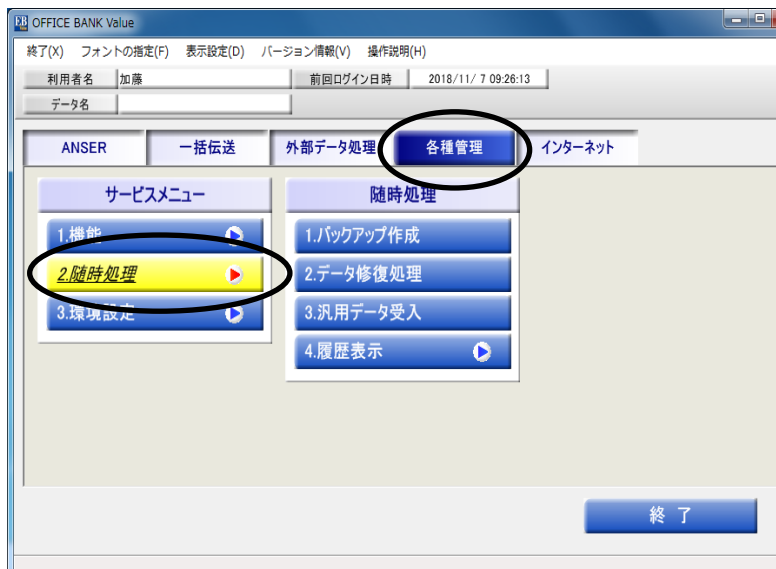 OFFICE BANK Value
終了(X) フォントの指定(F) 表示設定(D) バージョン情報(V) 操作説明(H)
利用者名 加藤 前回ログイン日時 2018/11/ 7 09:26:13
データ名
ANSER 一括伝送 外部データ処理 各種管理 インターネット
サービスメニュー 随時処理
1.機能 1.バックアップ作成
2.随時処理 2.データ修復処理
3.環境設定 3.汎用データ受入
4.履歴表示
終 了